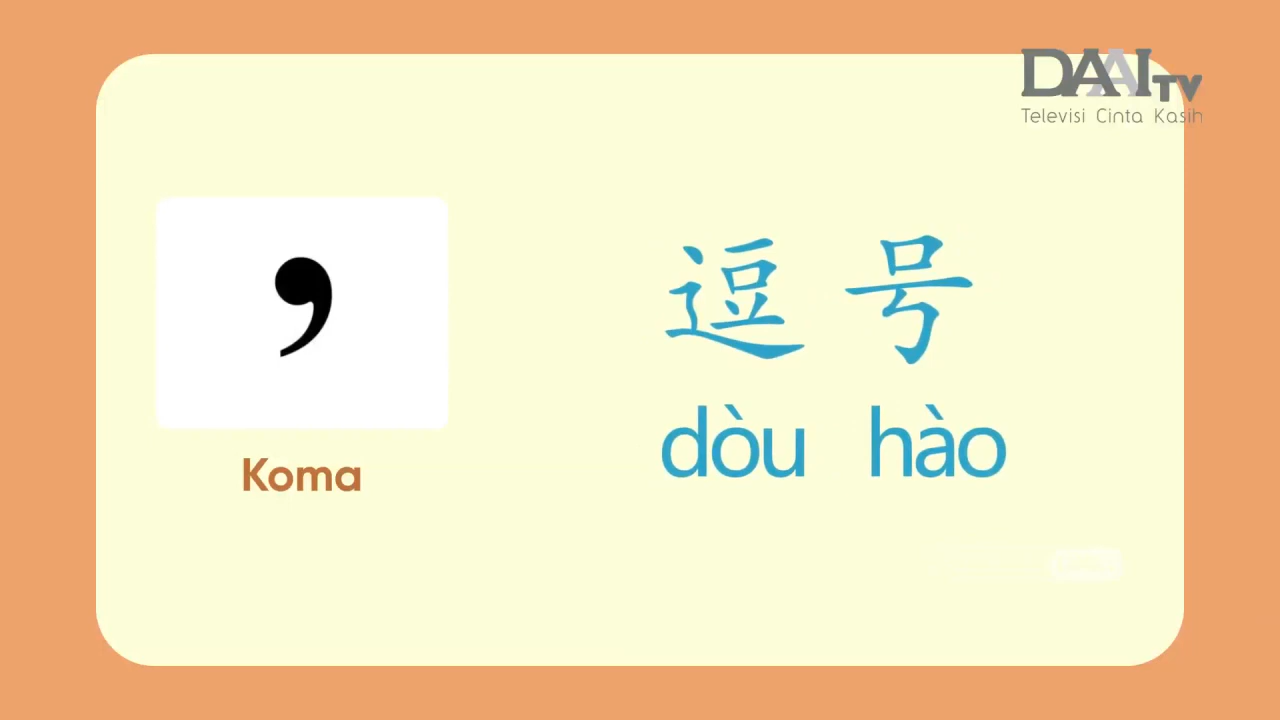 DAAI TV
Televisi Cinta Kasih
,
逗号
dòu hào
Koma